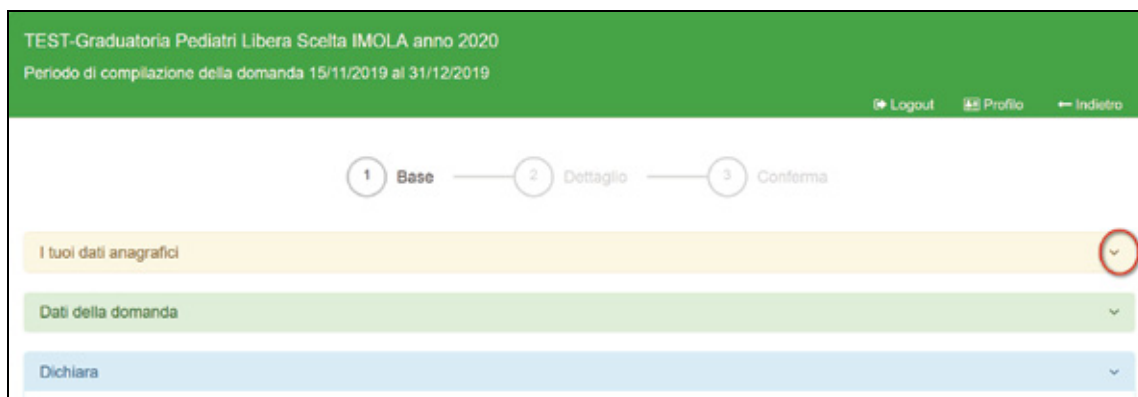 TEST-Graduatoria Pediatri Libera Scelta IMOLA anno 2020
Periodo di compilazione della domanda 15/11/2019 al 31/12/2019
Logout Profilo Indietro
1 Base 2 Dettaglio 3 Conferma
I tuoi dati anagrafici
Dati della domanda
Dichiara